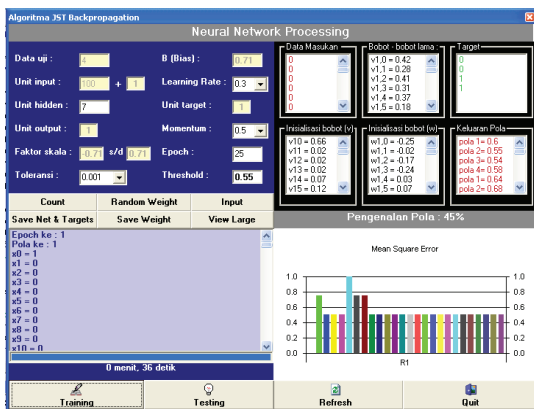 Algoritma JST Backpropagation
Neural Network Processing
Data uji : 4 B (Bias) : 0.71
Unit input : 100 + 1 Learning Rate : 0.3
Unit hidden : 7 Unit target : 1
Unit output : 1 Momentum : 0.5
Faktor skala : -0.71 s/d 0.71 Epoch : 25
Toleransi : 0.001 Threshold : 0.55
Data Masukan
0
0
0
0
0
0
Bobot - bobot lama :
v1,0 = 0.42
v1,1 = 0.28
v1,2 = 0.41
v1,3 = 0.31
v1,4 = 0.37
v1,5 = 0.18
Target
0
0
1
1
Inisialisasi bobot (v)
v10 = 0.66
v11 = 0.02
v12 = 0.02
v13 = 0.02
v14 = 0.07
v15 = 0.12
Inisialisasi bobot (w)
w1,0 = -0.25
w1,1 = -0.02
w1,2 = -0.17
w1,3 = -0.24
w1,4 = 0.03
w1,5 = 0.07
Keluaran Pola
pola 1= 0.6
pola 2= 0.55
pola 3= 0.54
pola 4= 0.58
pola 1= 0.64
pola 2= 0.68
Count Random Weight Input
Save Net & Targets Save Weight View Large
Pengenalan Pola : 45%
Epoch ke : 1
Pola ke : 1
x0 = 1
x1 = 0
x2 = 0
x3 = 0
x4 = 0
x5 = 0
x6 = 0
x7 = 0
x8 = 0
x9 = 0
x10 = 0
0 menit, 36 detik
Mean Square Error
1.0 1.0
0.8 0.8
0.6 0.6
0.4 0.4
0.2 0.2
0.0 0.0
R1
Training Testing Refresh Quit